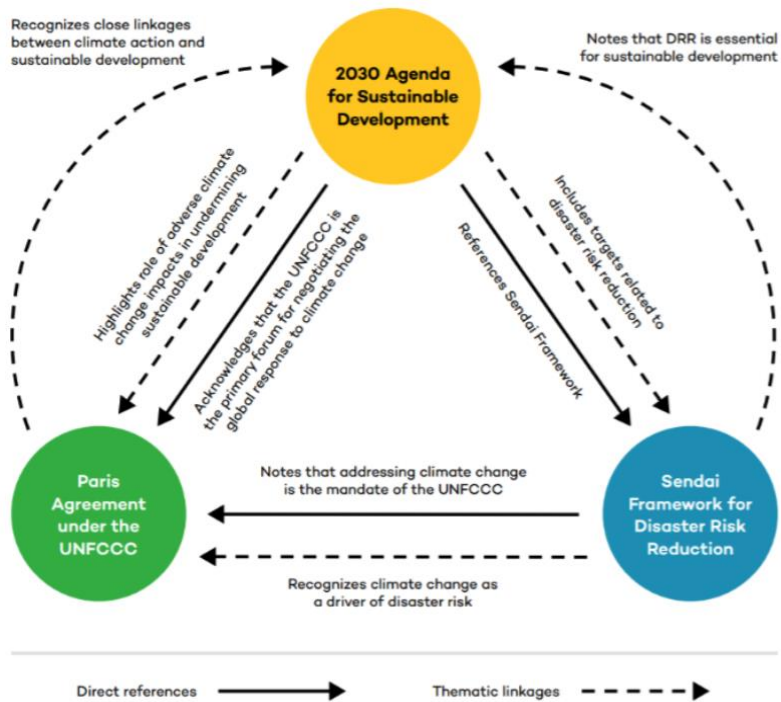 Recognizes close linkages
between climate action and
sustainable development
Notes that DRR is essential
for sustainable development
2030 Agenda
for Sustainable
Development
Highlights role of adverse climate
change impacts in undermining
sustainable development
Acknowledges that the UNFCCC is
the primary forum for negotiating the
global response to climate change
References Sendai Framework
Includes targets related to
disaster risk reduction
Paris
Agreement
under the
UNFCCC
Notes that addressing climate change
is the mandate of the UNFCCC
Recognizes climate change as
a driver of disaster risk
Sendai
Framework for
Disaster Risk
Reduction
Direct references
Thematic linkages